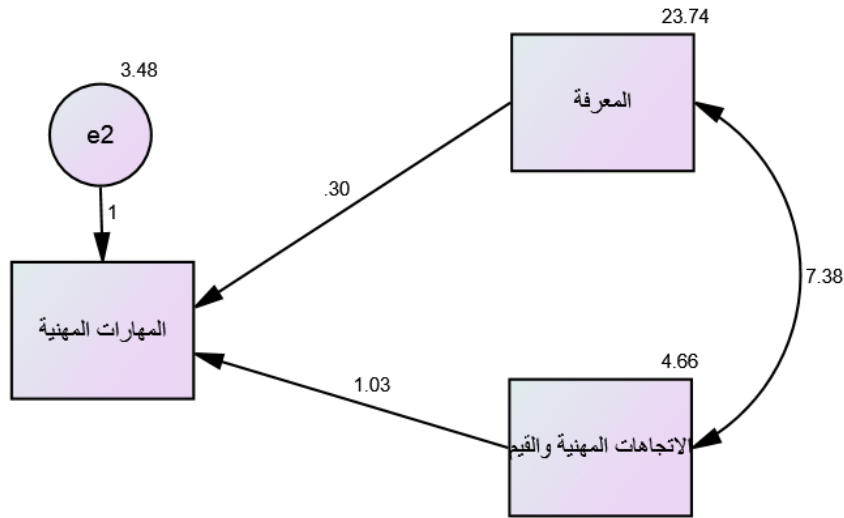 23.74
المعرفة
3.48
e2
1
.30
المهارات المهنية
7.38
1.03
4.66
الاتجاهات المهنية والقيم